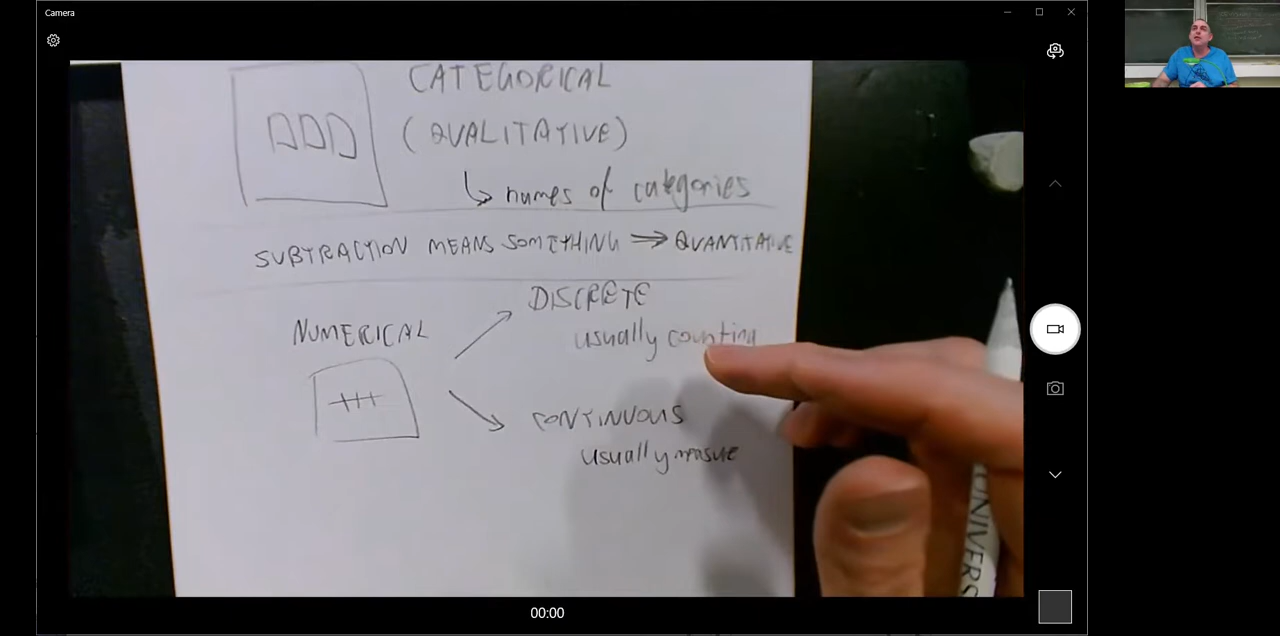 Camera
CATEGORICAL
(QUALITATIVE)
↳ names of categories
SUBTRACTION MEANS SOMETHING ⇒ QUANTITATIVE
DISCRETE
NUMERICAL
usually counting
CONTINUOUS
usually measure
UNIVERS
00:00